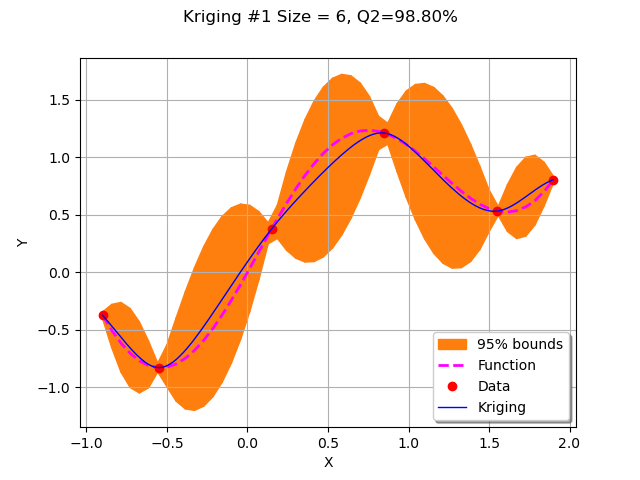 Kriging #1 Size = 6, Q2=98.80%
Y
1.5
1.0
0.5
0.0
−0.5
−1.0
95% bounds
Function
Data
Kriging
−1.0 −0.5 0.0 0.5 1.0 1.5 2.0
X